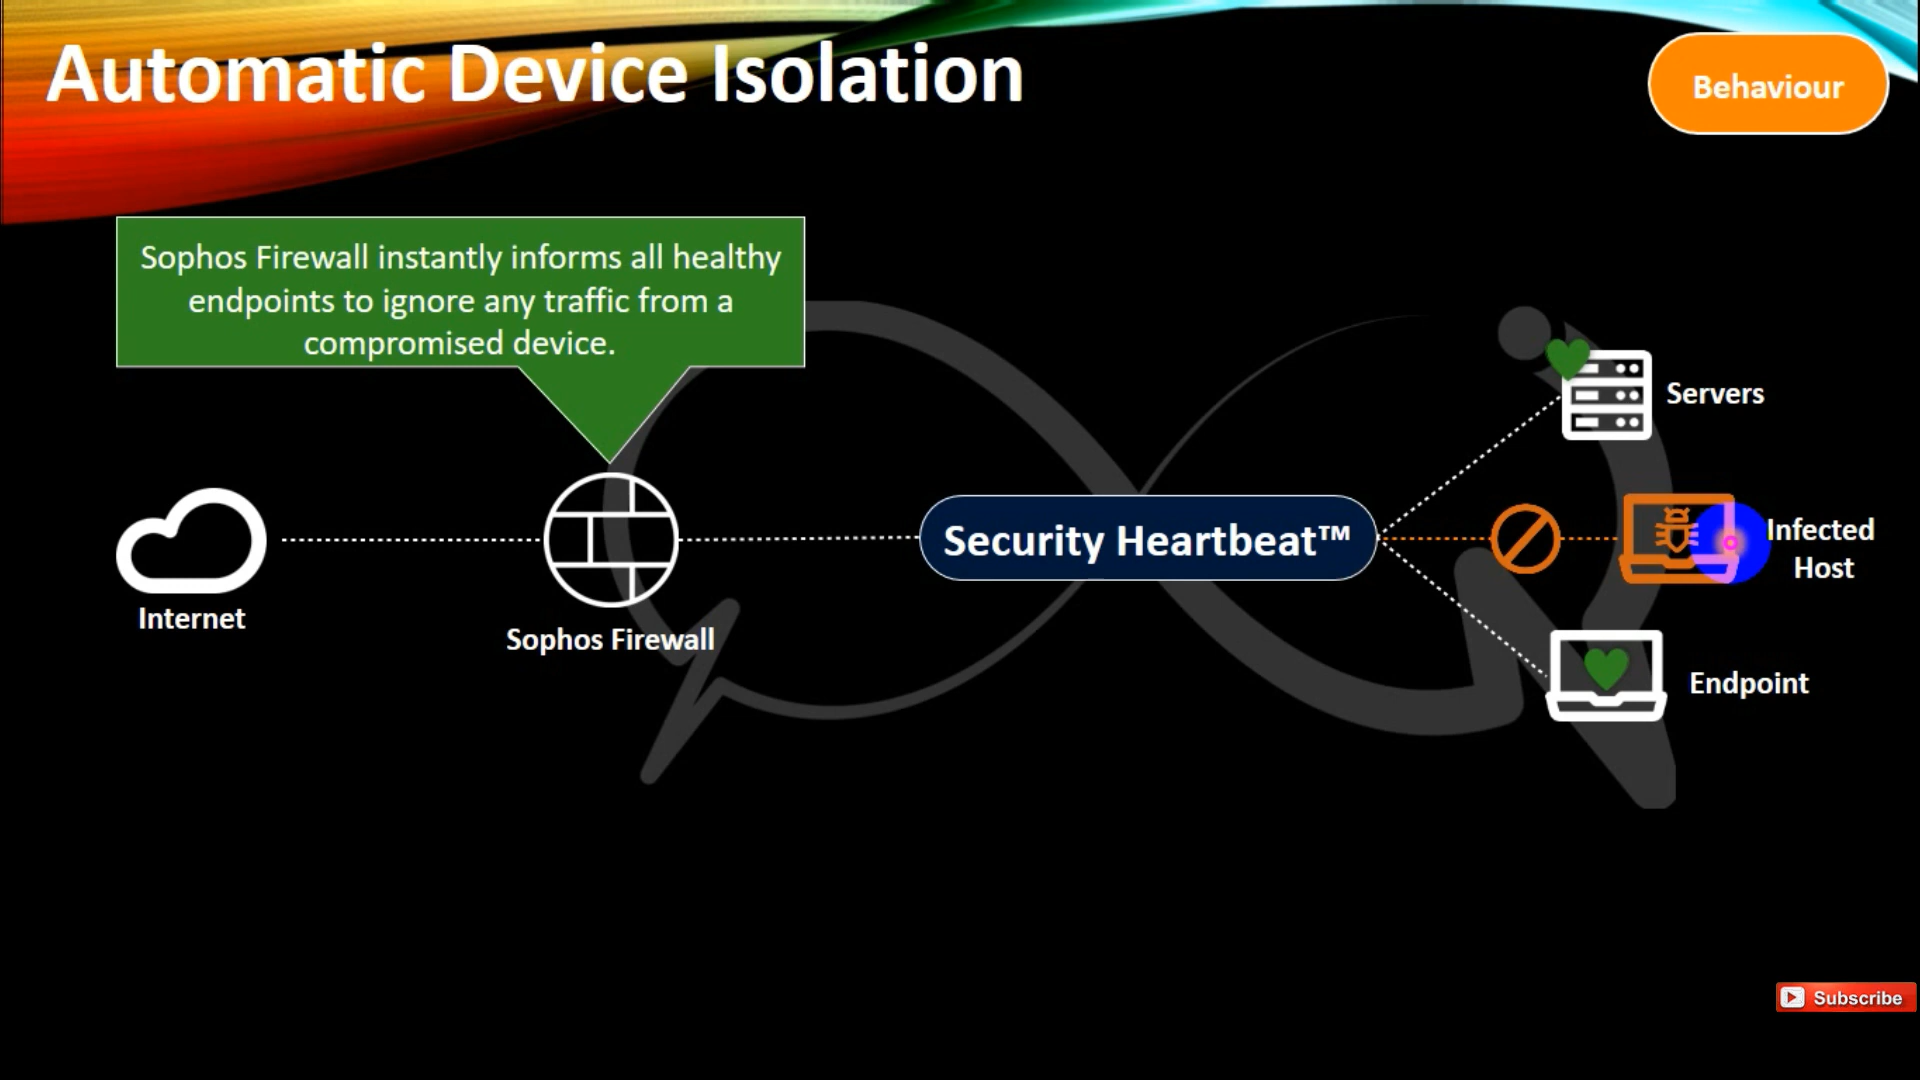 Automatic Device Isolation
Behaviour
Sophos Firewall instantly informs all healthy
endpoints to ignore any traffic from a
compromised device.
Servers
Security Heartbeat™
Infected
Host
Internet
Sophos Firewall
Endpoint
Subscribe